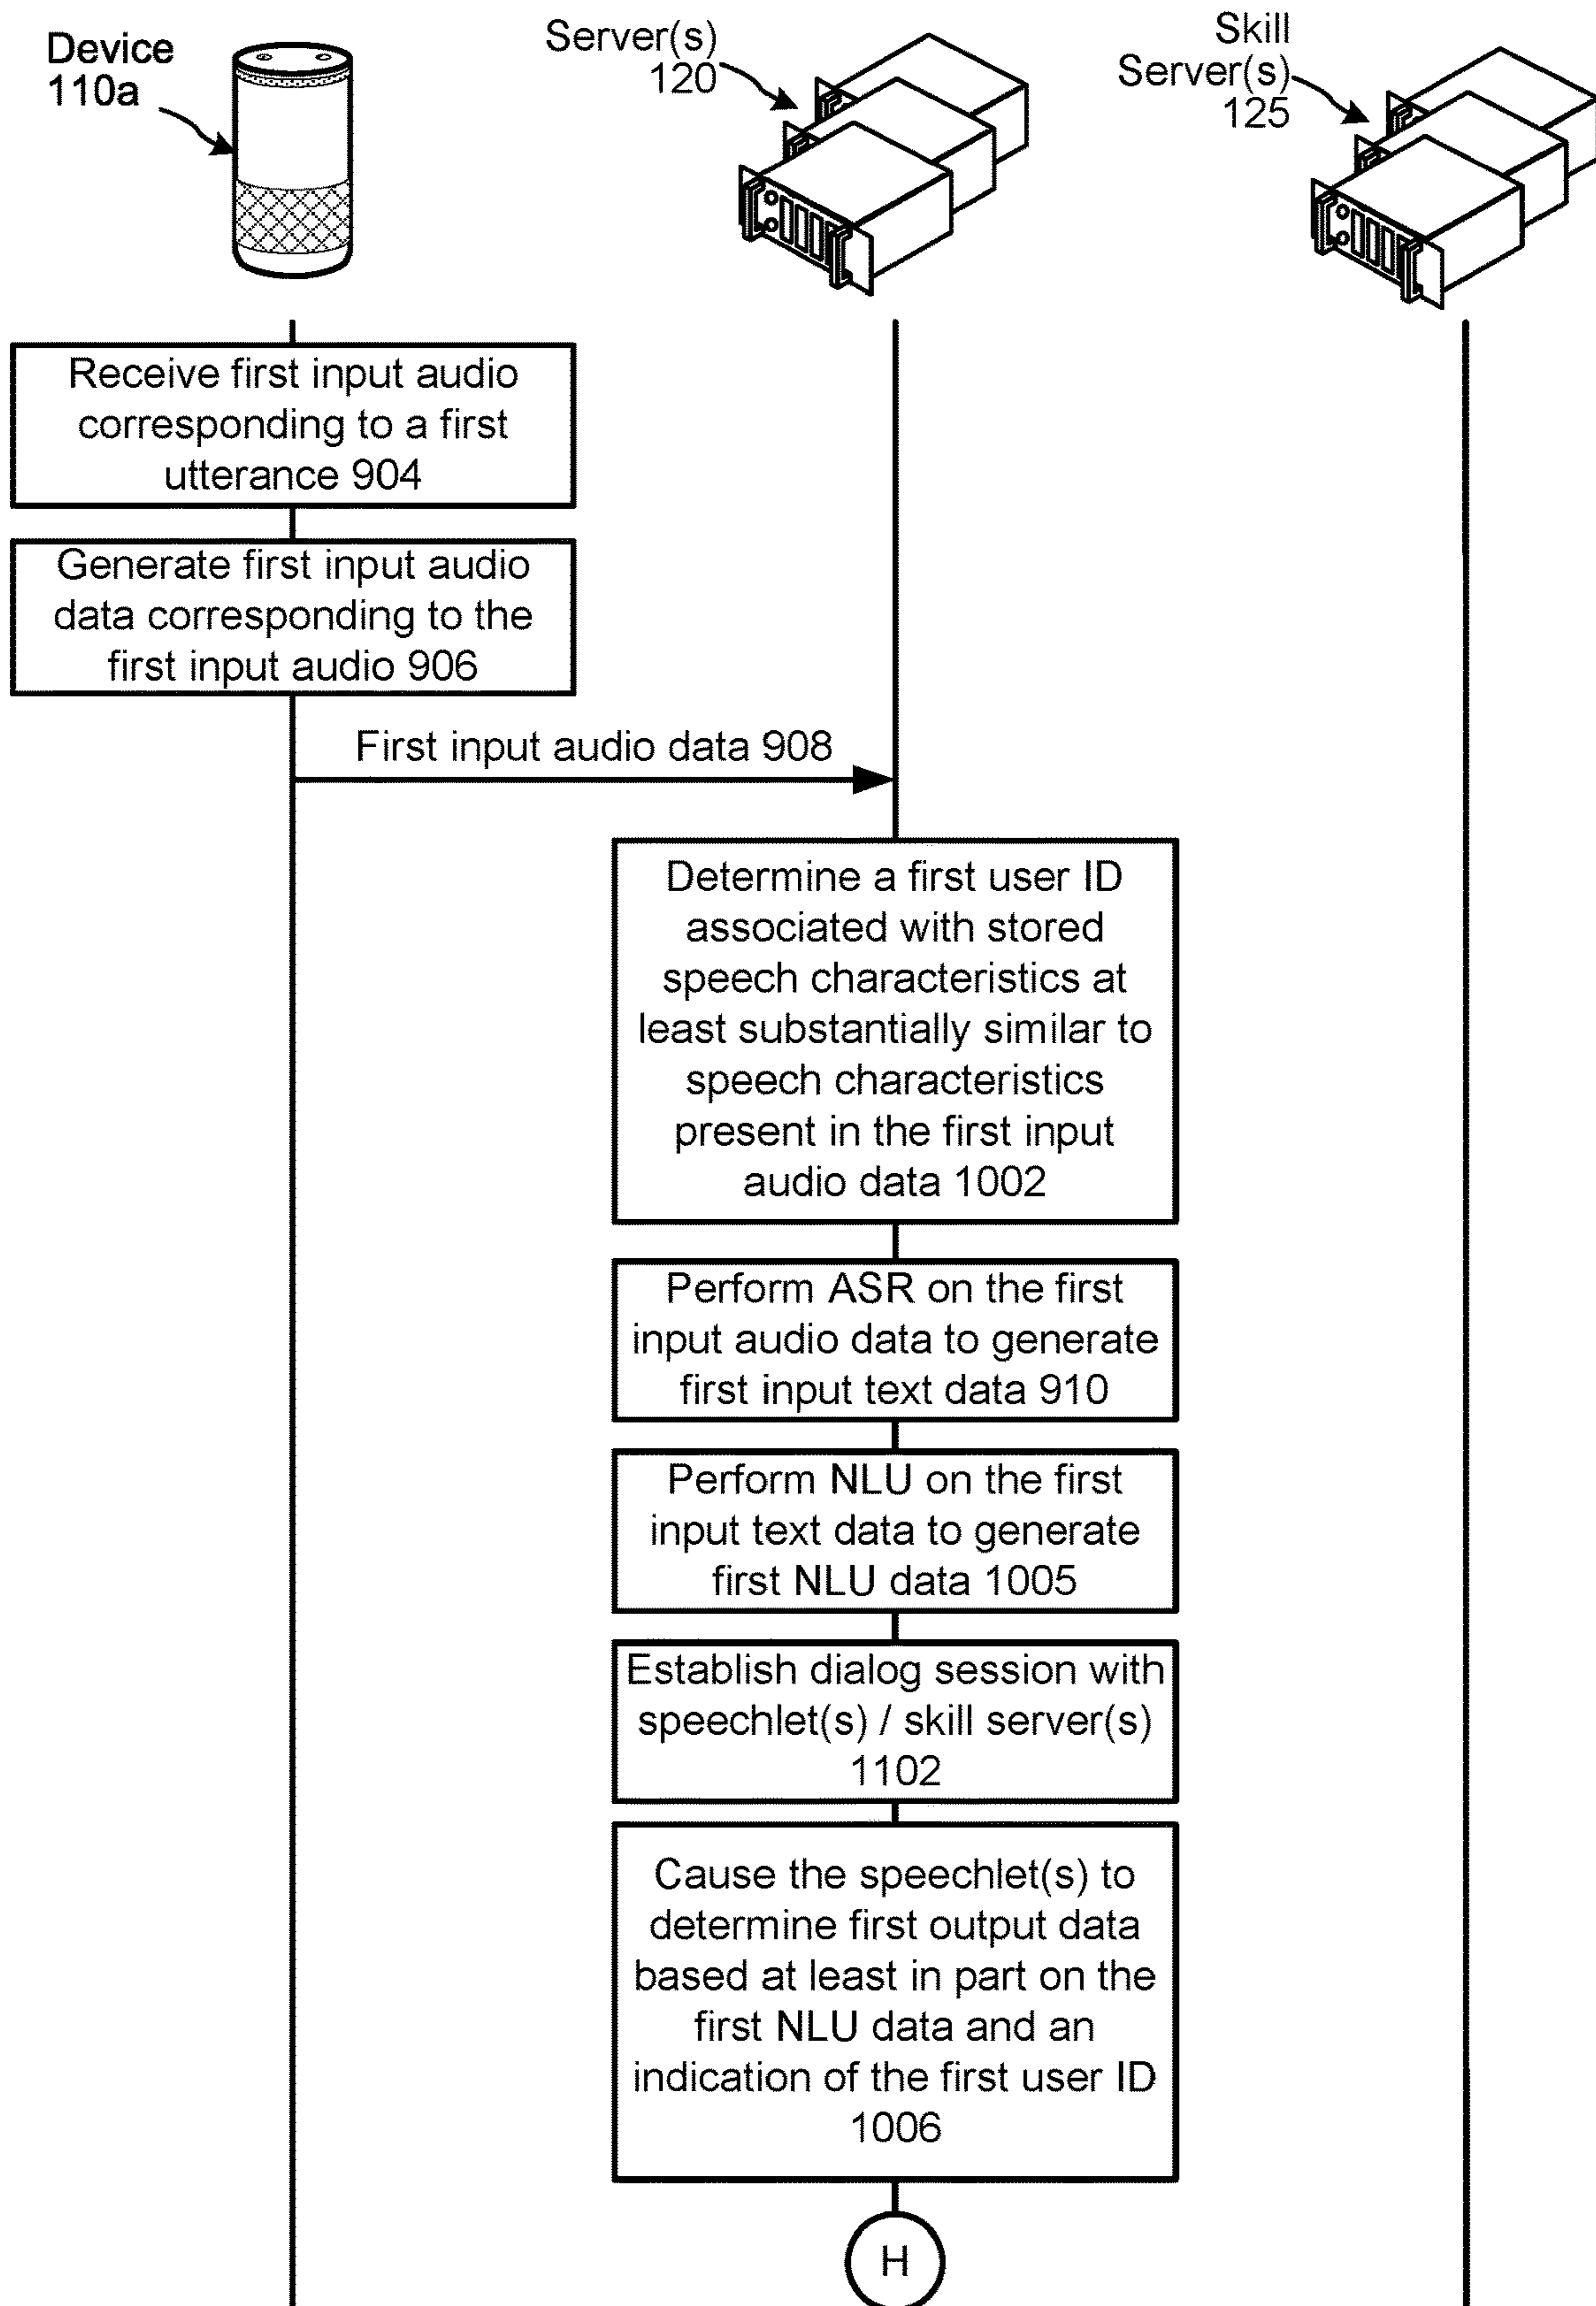 Device
110a
Server(s)
120
Skill
Server(s)
125
Receive first input audio
corresponding to a first
utterance 904
Generate first input audio
data corresponding to the
first input audio 906
First input audio data 908
Determine a first user ID
associated with stored
speech characteristics at
least substantially similar to
speech characteristics
present in the first input
audio data 1002
Perform ASR on the first
input audio data to generate
first input text data 910
Perform NLU on the first
input text data to generate
first NLU data 1005
Establish dialog session with
speechlet(s) / skill server(s)
1102
Cause the speechlet(s) to
determine first output data
based at least in part on the
first NLU data and an
indication of the first user ID
1006
H